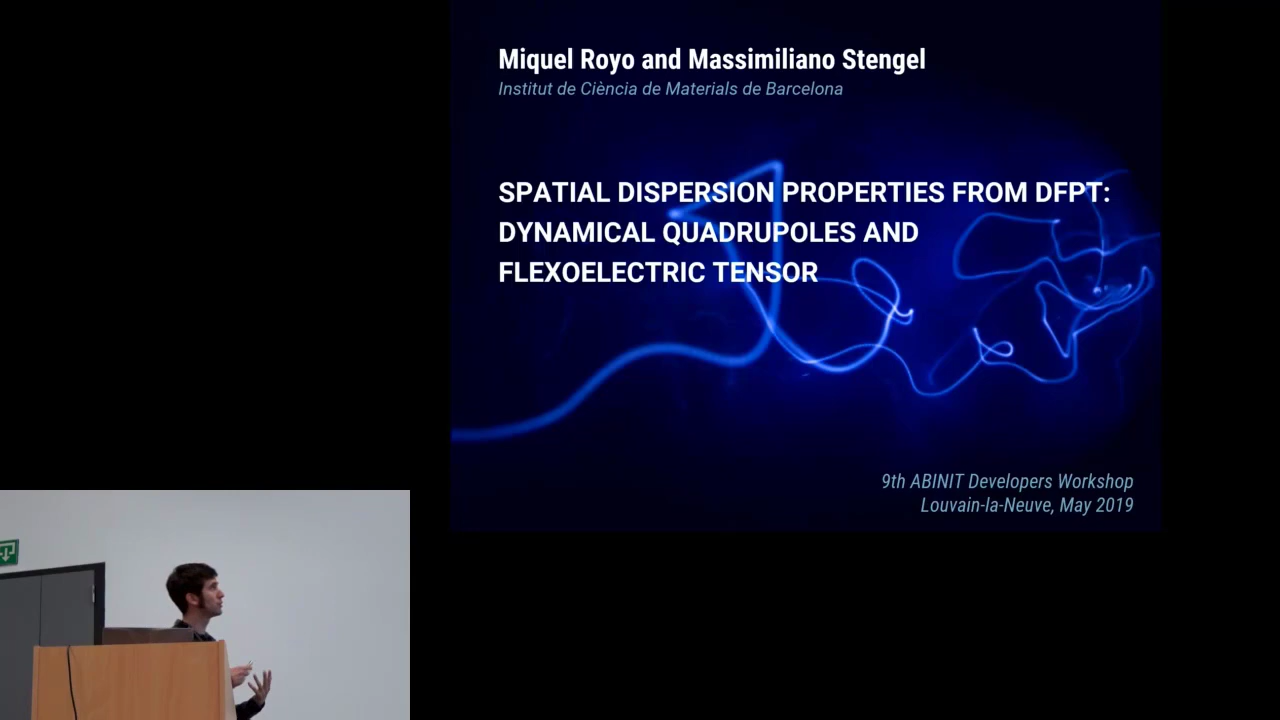 Miquel Royo and Massimiliano Stengel
Institut de Ciència de Materials de Barcelona
SPATIAL DISPERSION PROPERTIES FROM DFPT:
DYNAMICAL QUADRUPOLES AND
FLEXOELECTRIC TENSOR
9th ABINIT Developers Workshop
Louvain-la-Neuve, May 2019